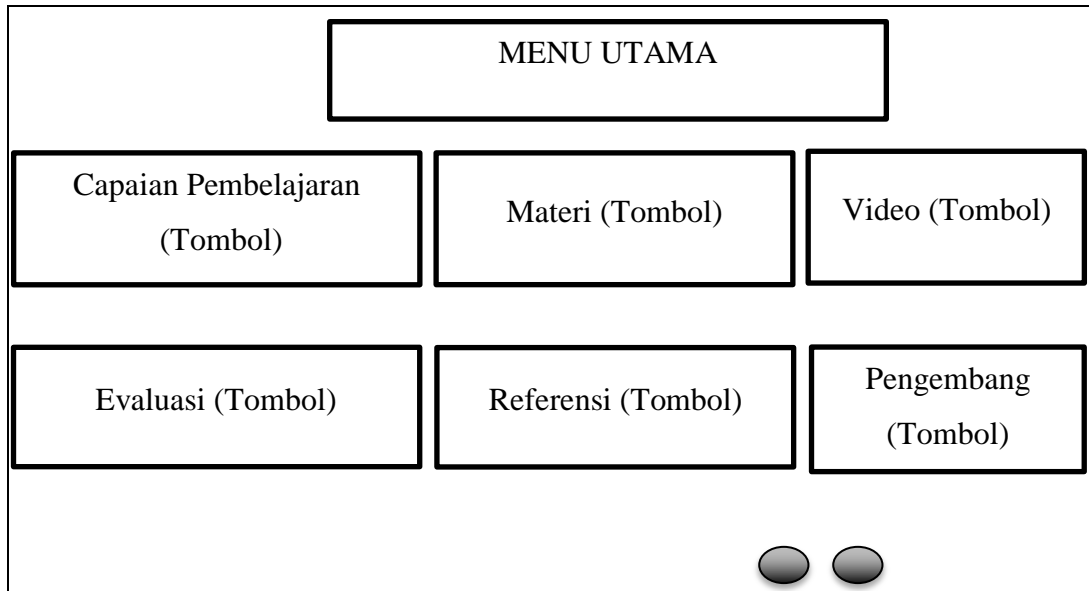 MENU UTAMA
Capaian Pembelajaran
(Tombol)
Materi (Tombol)
Video (Tombol)
Evaluasi (Tombol)
Referensi (Tombol)
Pengembang
(Tombol)